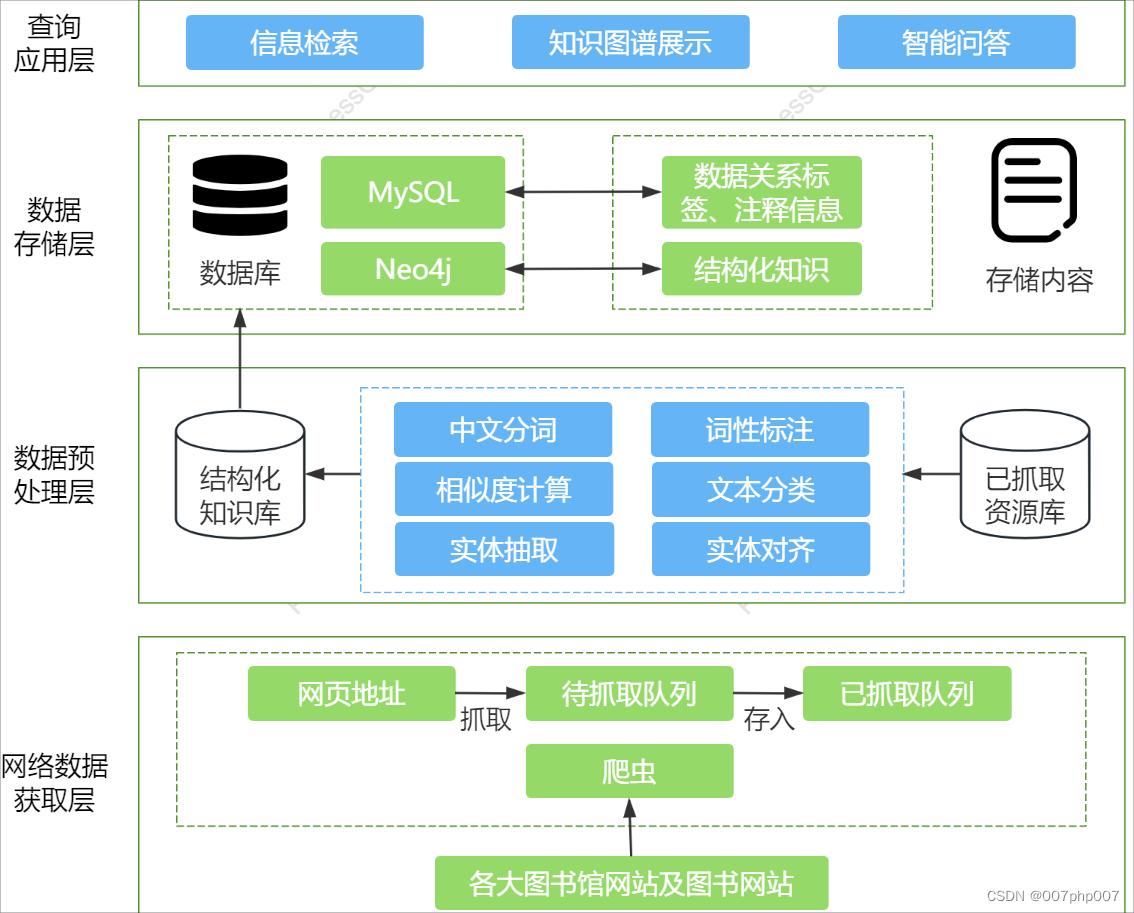 查询
应用层
信息检索
知识图谱展示
智能问答
数据
存储层
数据库
MySQL
Neo4j
数据关系标
签、注释信息
结构化知识
存储内容
数据预
处理层
结构化
知识库
中文分词
词性标注
相似度计算
文本分类
实体抽取
实体对齐
已抓取
资源库
网络数据
获取层
网页地址
抓取
待抓取队列
存入
已抓取队列
爬虫
各大图书馆网站及图书网站
CSDN @007php007